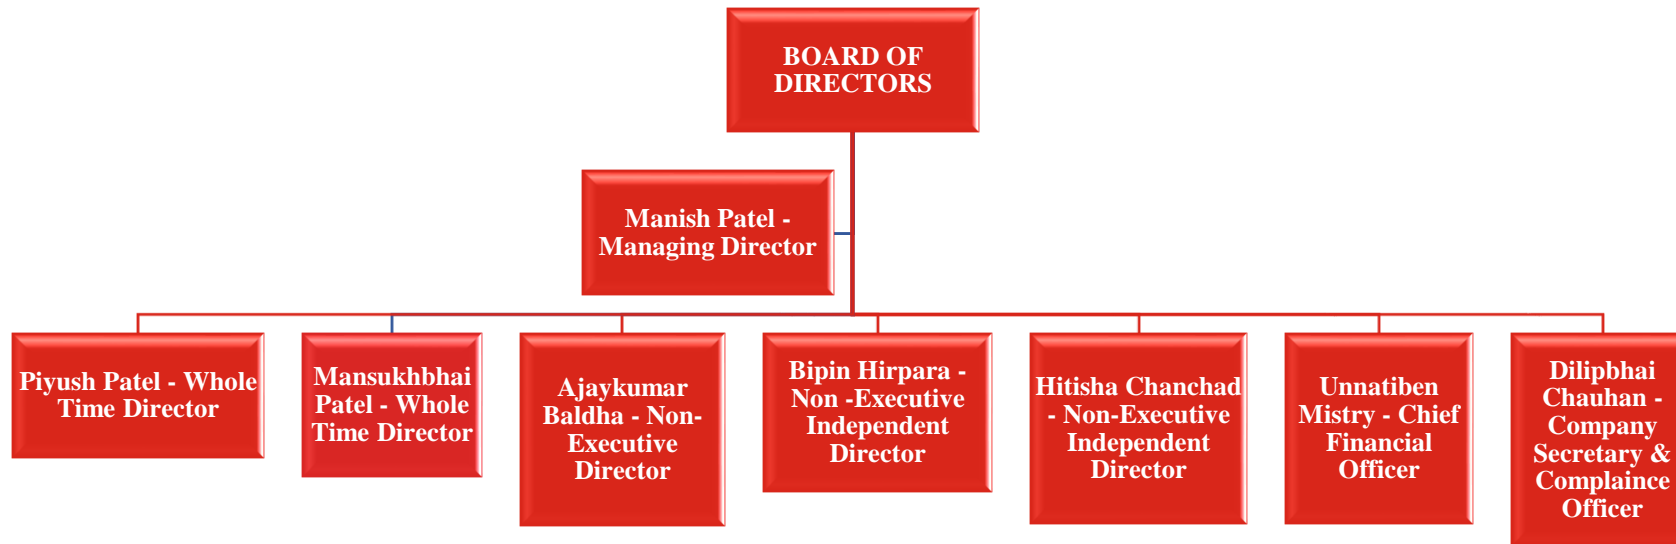 BOARD OF
DIRECTORS
Manish Patel -
Managing Director
Piyush Patel - Whole
Time Director
Mansukhbhai
Patel - Whole
Time Director
Ajaykumar
Baldha - Non-
Executive
Director
Bipin Hirpara -
Non -Executive
Independent
Director
Hitisha Chanchad
- Non-Executive
Independent
Director
Unnatiben
Mistry - Chief
Financial
Officer
Dilipbhai
Chauhan -
Company
Secretary &
Complaince
Officer